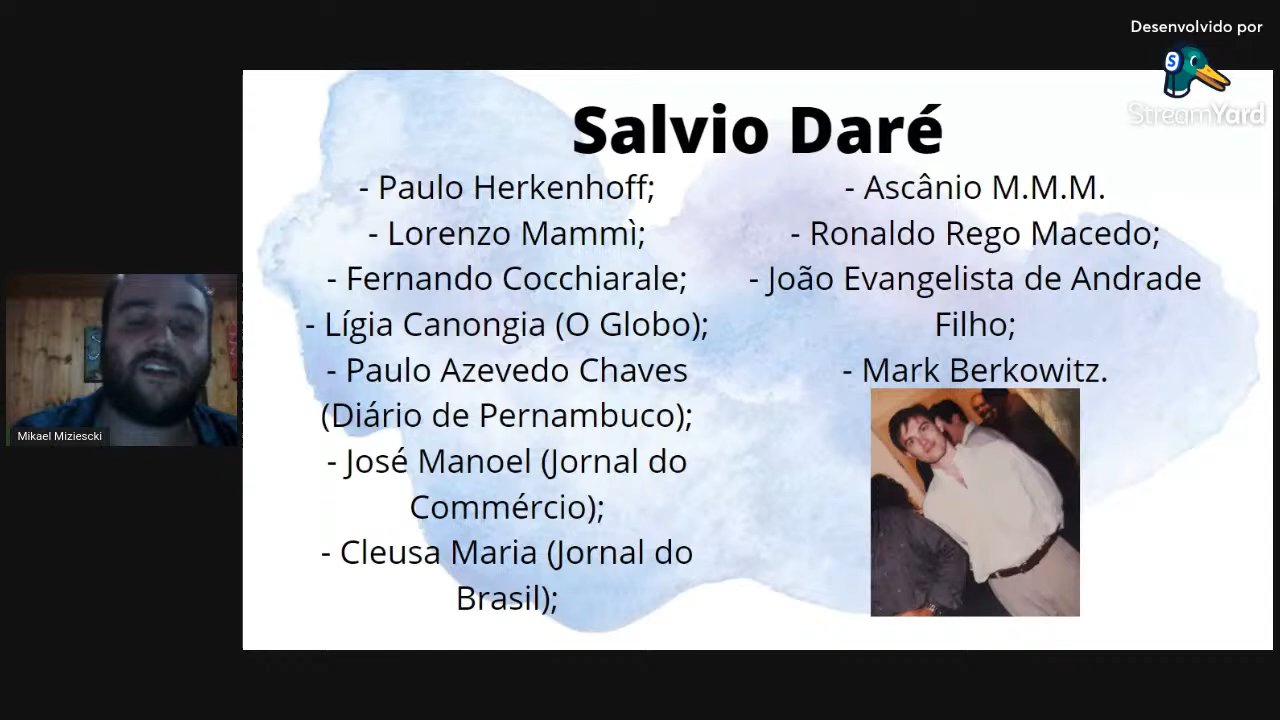 Desenvolvido por
StreamYard
Salvio Daré
- Paulo Herkenhoff;
- Lorenzo Mammì;
- Fernando Cocchiarale;
- Lígia Canongia (O Globo);
- Paulo Azevedo Chaves
(Diário de Pernambuco);
- José Manoel (Jornal do
Commércio);
- Cleusa Maria (Jornal do
Brasil);
- Ascânio M.M.M.
- Ronaldo Rego Macedo;
- João Evangelista de Andrade
Filho;
- Mark Berkowitz.
Mikael Miziescki